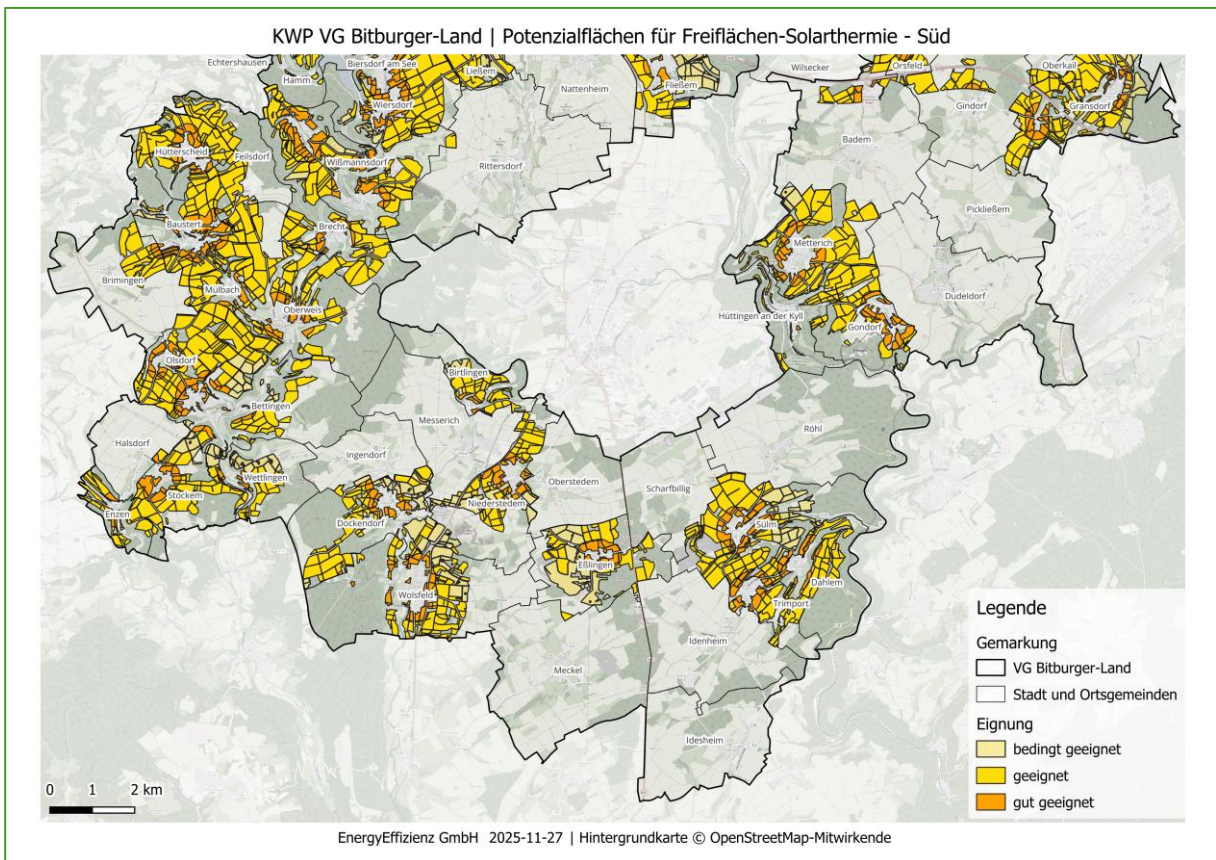 KWP VG Bitburger-Land | Potenzialflächen für Freiflächen-Solarthermie - Süd
Echtershausen
Biersdorf am See
Hamm
Ließem
Nattenheim
Fließem
Wilsecker
Orsfeld
Oberkail
Wiersdorf
Gindorf
Gransdorf
Hütterscheid
Feilsdorf
Wißmannsdorf
Rittersdorf
Badem
Baustert
Brecht
Pickließem
Metterich
Brimingen
Mülbach
Oberweis
Dudeldorf
Hüttingen an der Kyll
Gondorf
Olsdorf
Birtlingen
Bettingen
Messerich
Röhl
Halsdorf
Ingendorf
Wettlingen
Oberstedem
Scharfbillig
Stockem
Enzen
Niederstedem
Dockendorf
Sülm
Eßlingen
Wolsfeld
Dahlem
Trimport
Idenheim
Meckel
Idesheim
Legende
Gemarkung
VG Bitburger-Land
Stadt und Ortsgemeinden
Eignung
bedingt geeignet
geeignet
gut geeignet
0 1 2 km
EnergyEffizienz GmbH 2025-11-27 | Hintergrundkarte © OpenStreetMap-Mitwirkende